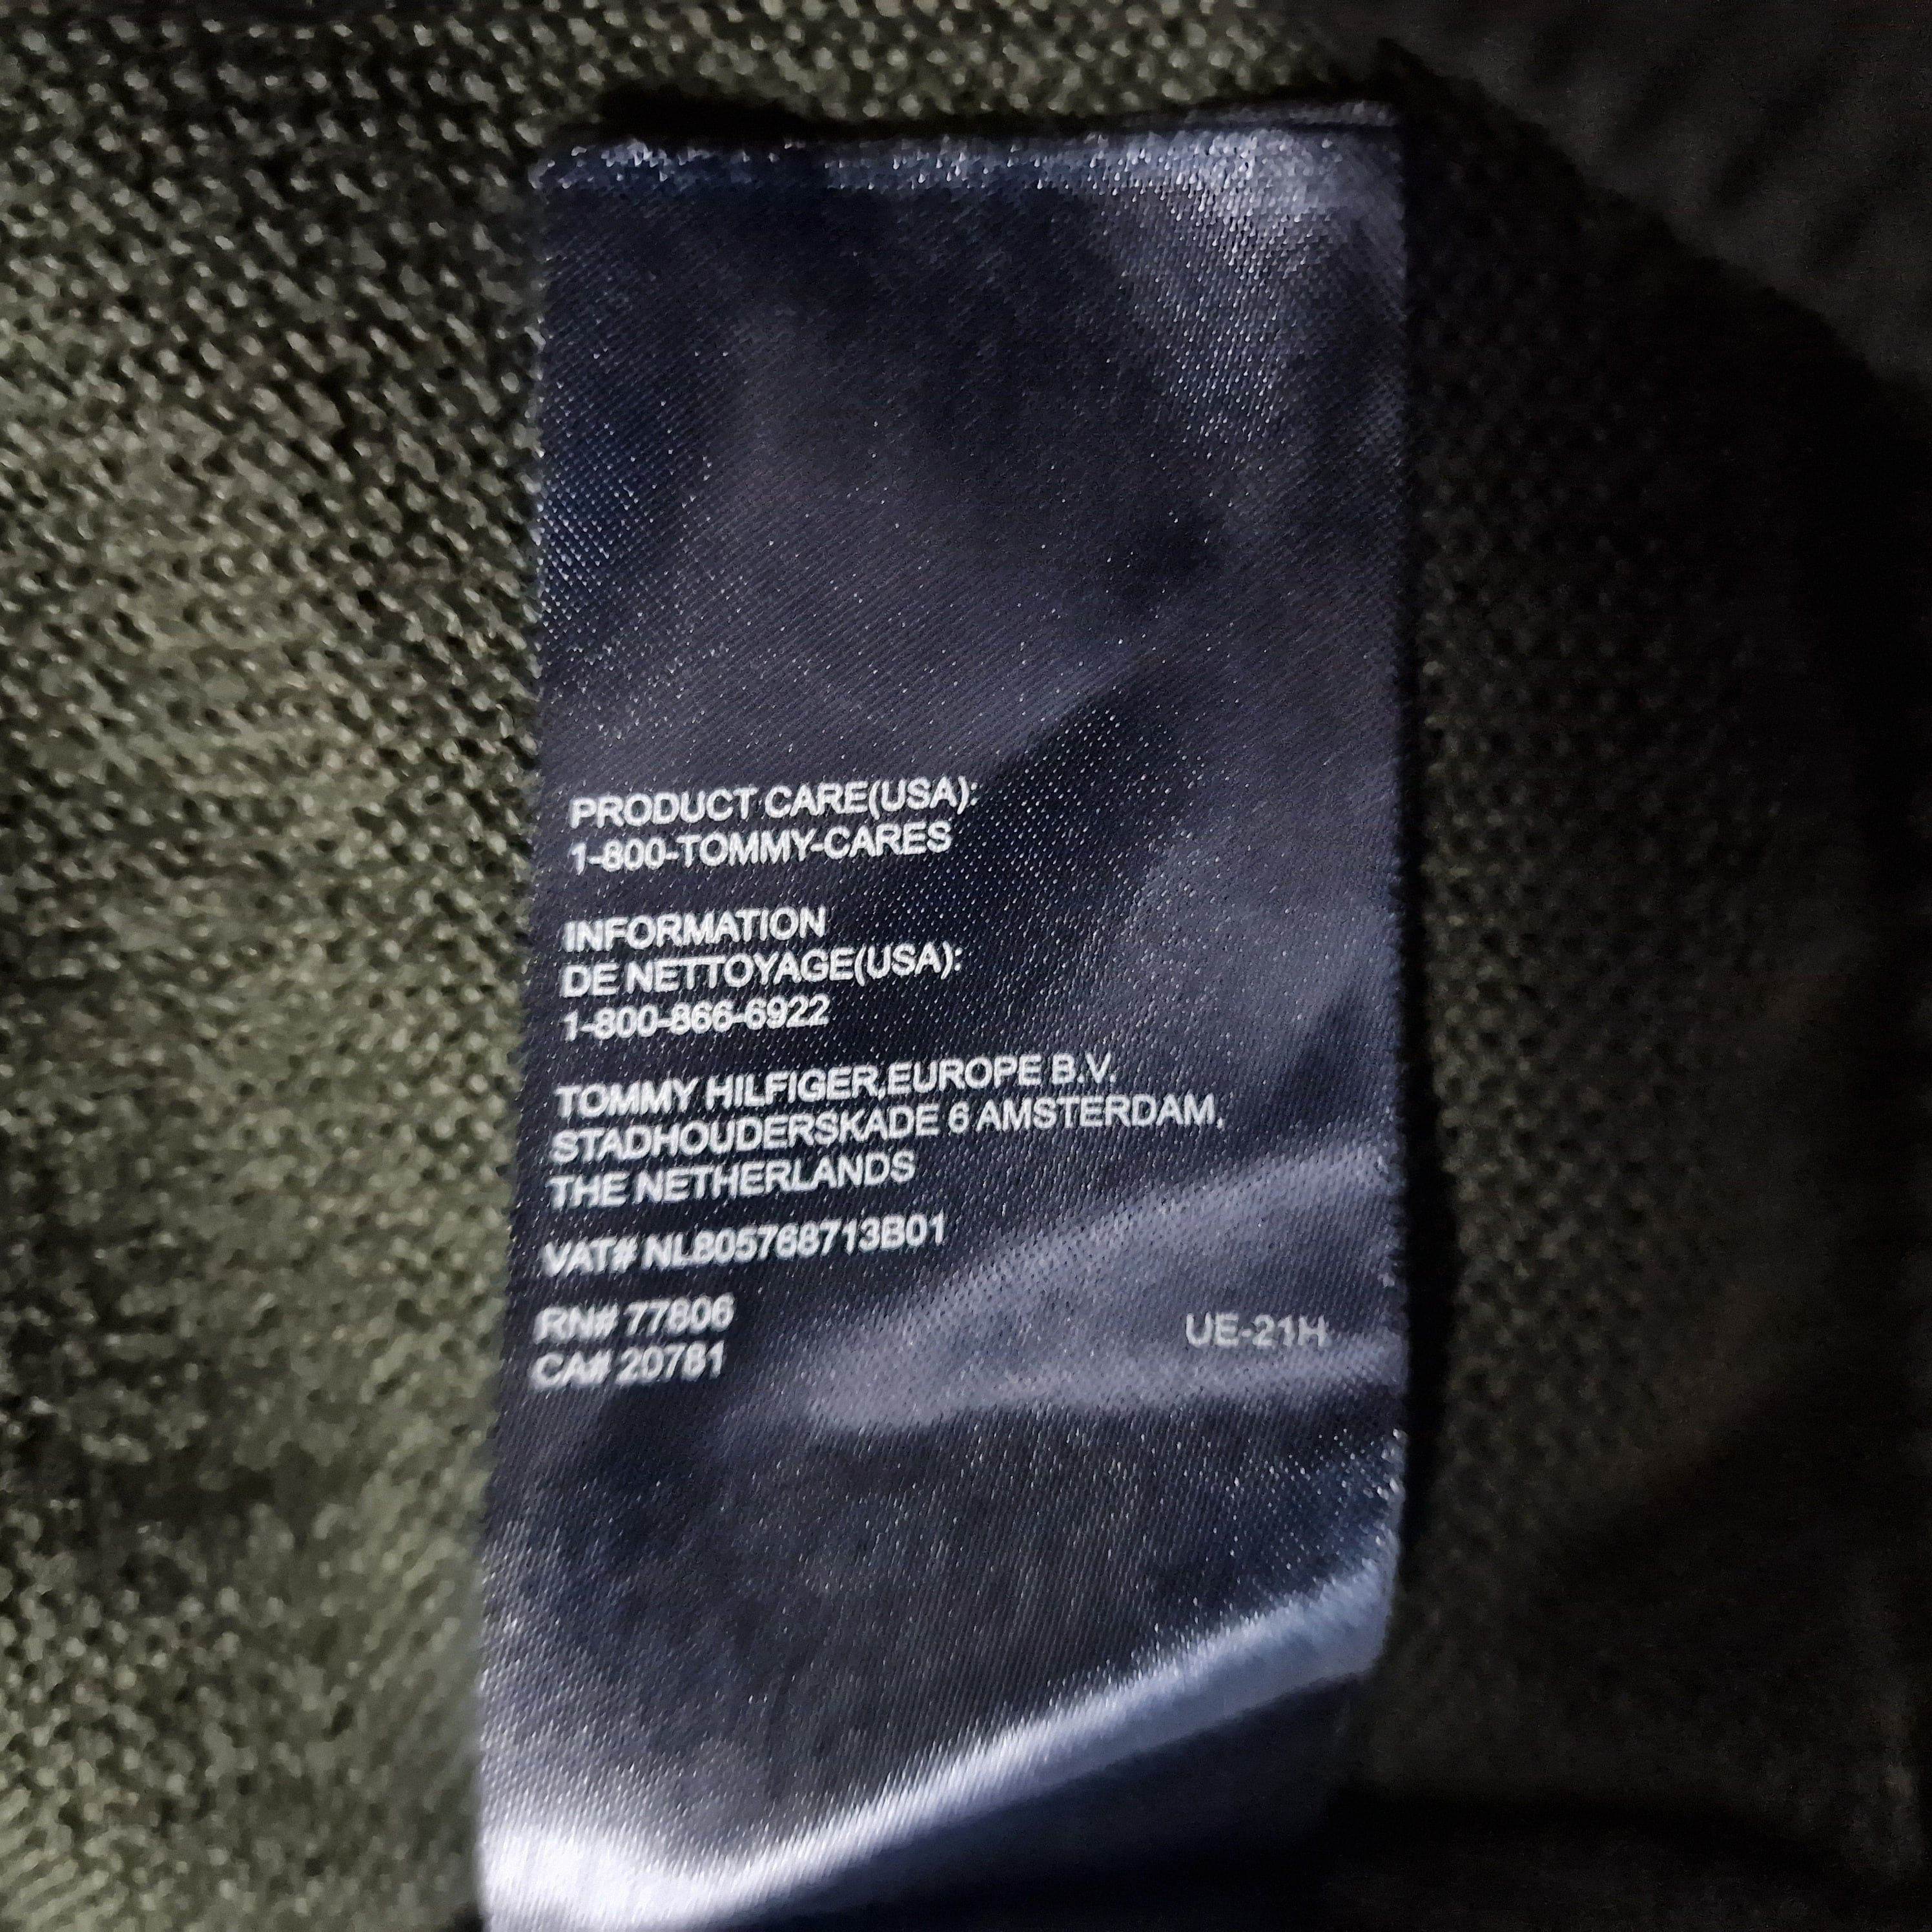 PRODUCT CARE(USA):
1-800-TOMMY-CARES
INFORMATION
DE NETTOYAGE(USA):
1-800-866-6922
TOMMY HILFIGER,EUROPE B.V.
STADHOUDERSKADE 6 AMSTERDAM,
THE NETHERLANDS
VAT# NL805768713B01
RN# 77806
CA# 20781
UE-21H